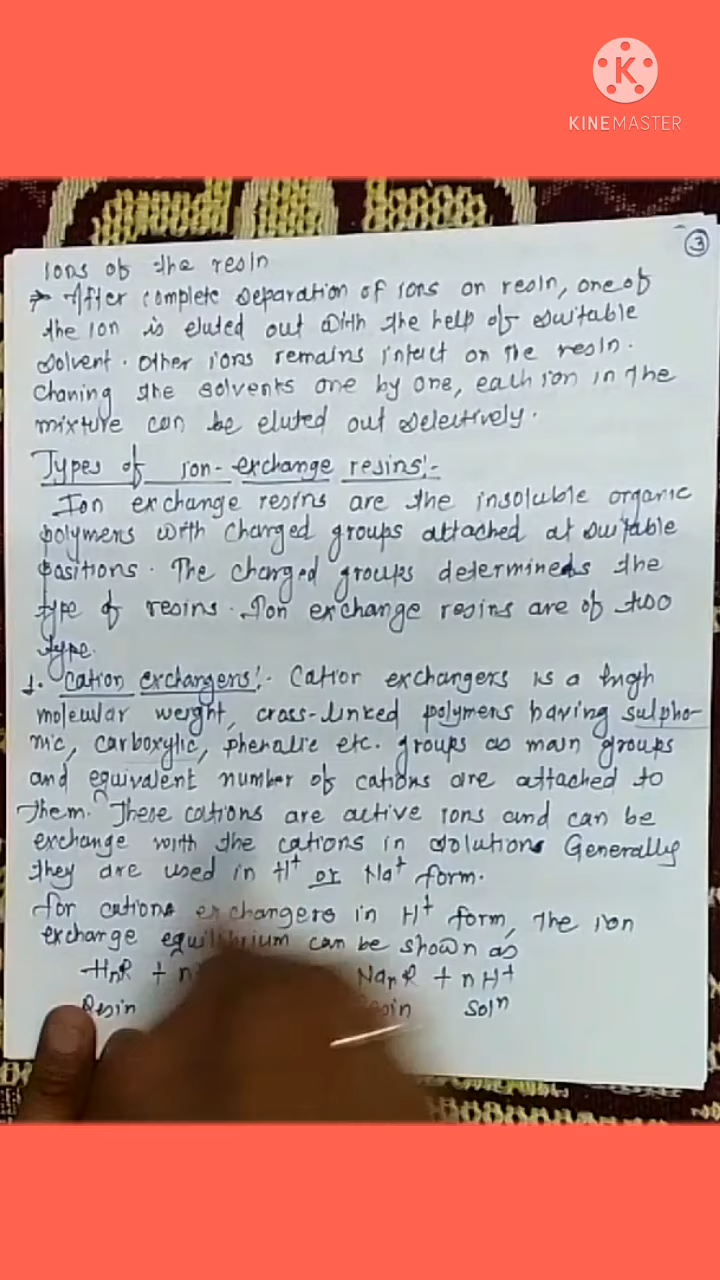 KINEMASTER
3
Ions of the resin
→ After complete separation of ions on resin, one of
the ion is eluted out with the help of suitable
solvent. Other ions remains intact on the resin.
Chaning the solvents one by one, each ion in the
mixture can be eluted out selectively.
Types of ion-exchange resins:-
Ion exchange resins are the insoluble organic
polymers with charged groups attached at suitable
positions. The charged groups determineds the
type of resins. Ion exchange resins are of two
type.
1. Cation exchangers:- Cation exchangers is a high
molecular weight, cross-linked polymers having sulpho-
nic, carboxylic, phenolic etc. groups as main groups
and equivalent number of cations are attached to
them. These cations are active ions and can be
exchange with the cations in solutions Generally
they are used in H+ or Na+ form.
for cations exchangers in H+ form, the ion
exchange equilibrium can be shown as
HnR + n NanR + nH+
Resin Resin Solⁿ